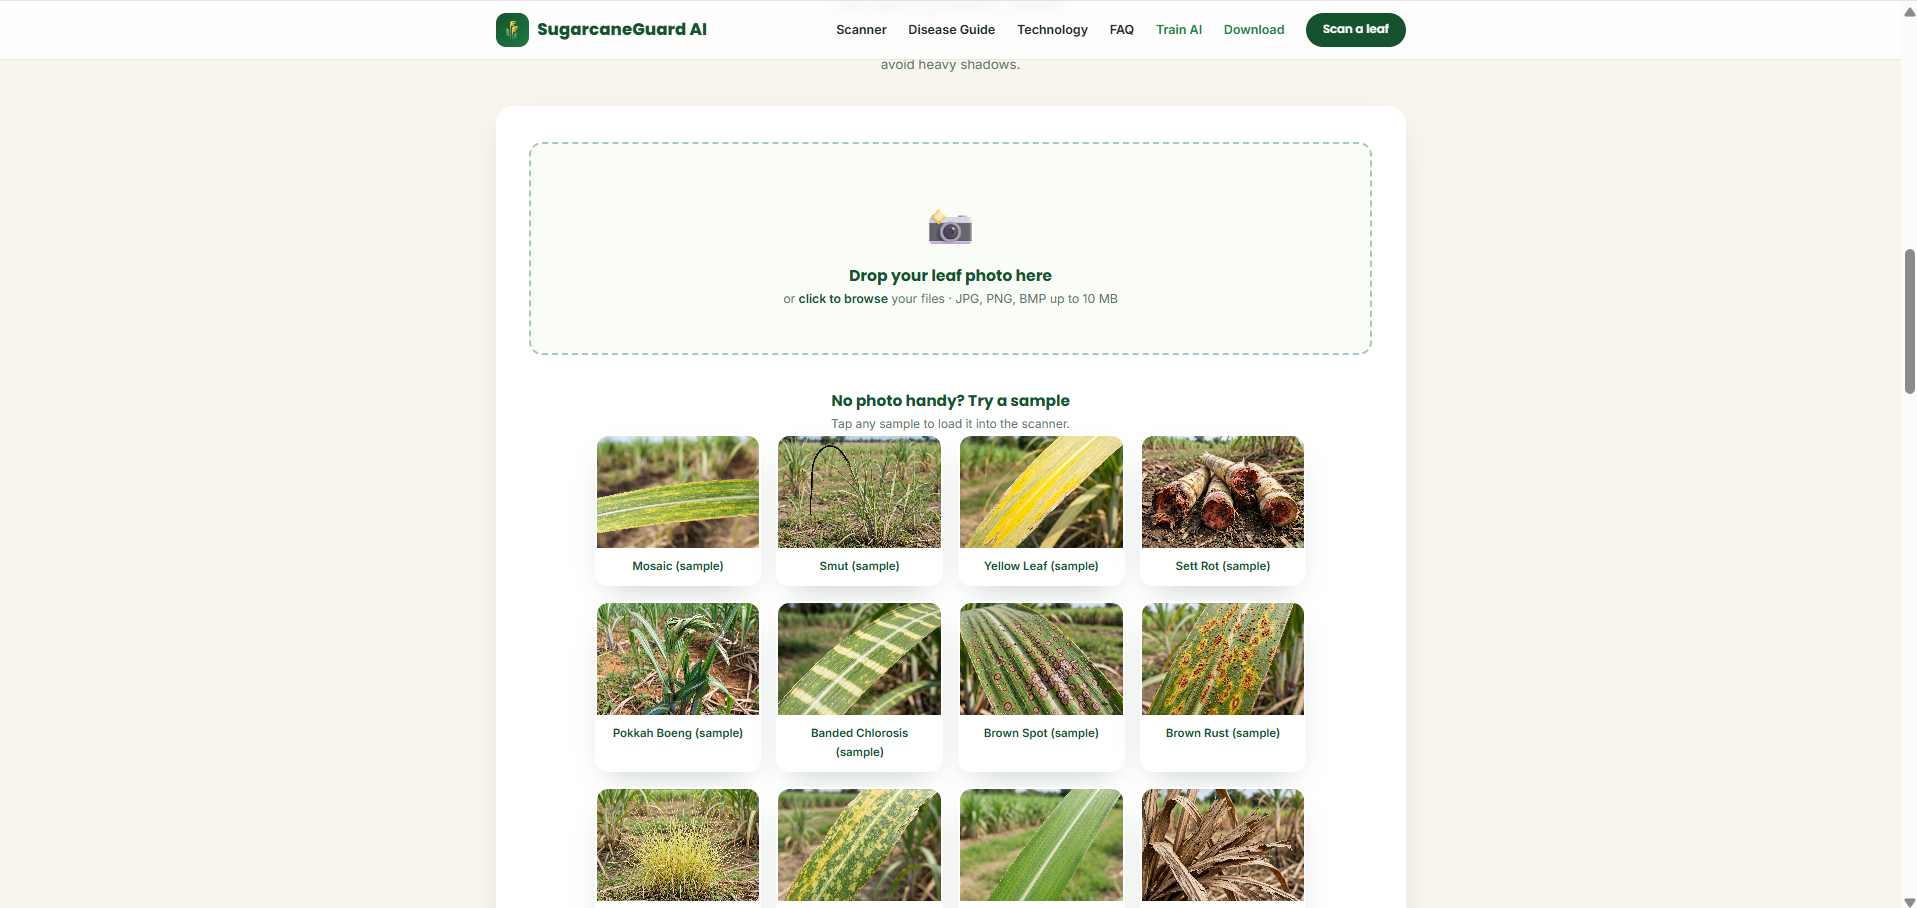 SugarcaneGuard AI
Scanner
Disease Guide
Technology
FAQ
Train AI
Download
Scan a leaf
avoid heavy shadows.
Drop your leaf photo here
or click to browse your files · JPG, PNG, BMP up to 10 MB
No photo handy? Try a sample
Tap any sample to load it into the scanner.
Mosaic (sample)
Smut (sample)
Yellow Leaf (sample)
Sett Rot (sample)
Pokkah Boeng (sample)
Banded Chlorosis
(sample)
Brown Spot (sample)
Brown Rust (sample)